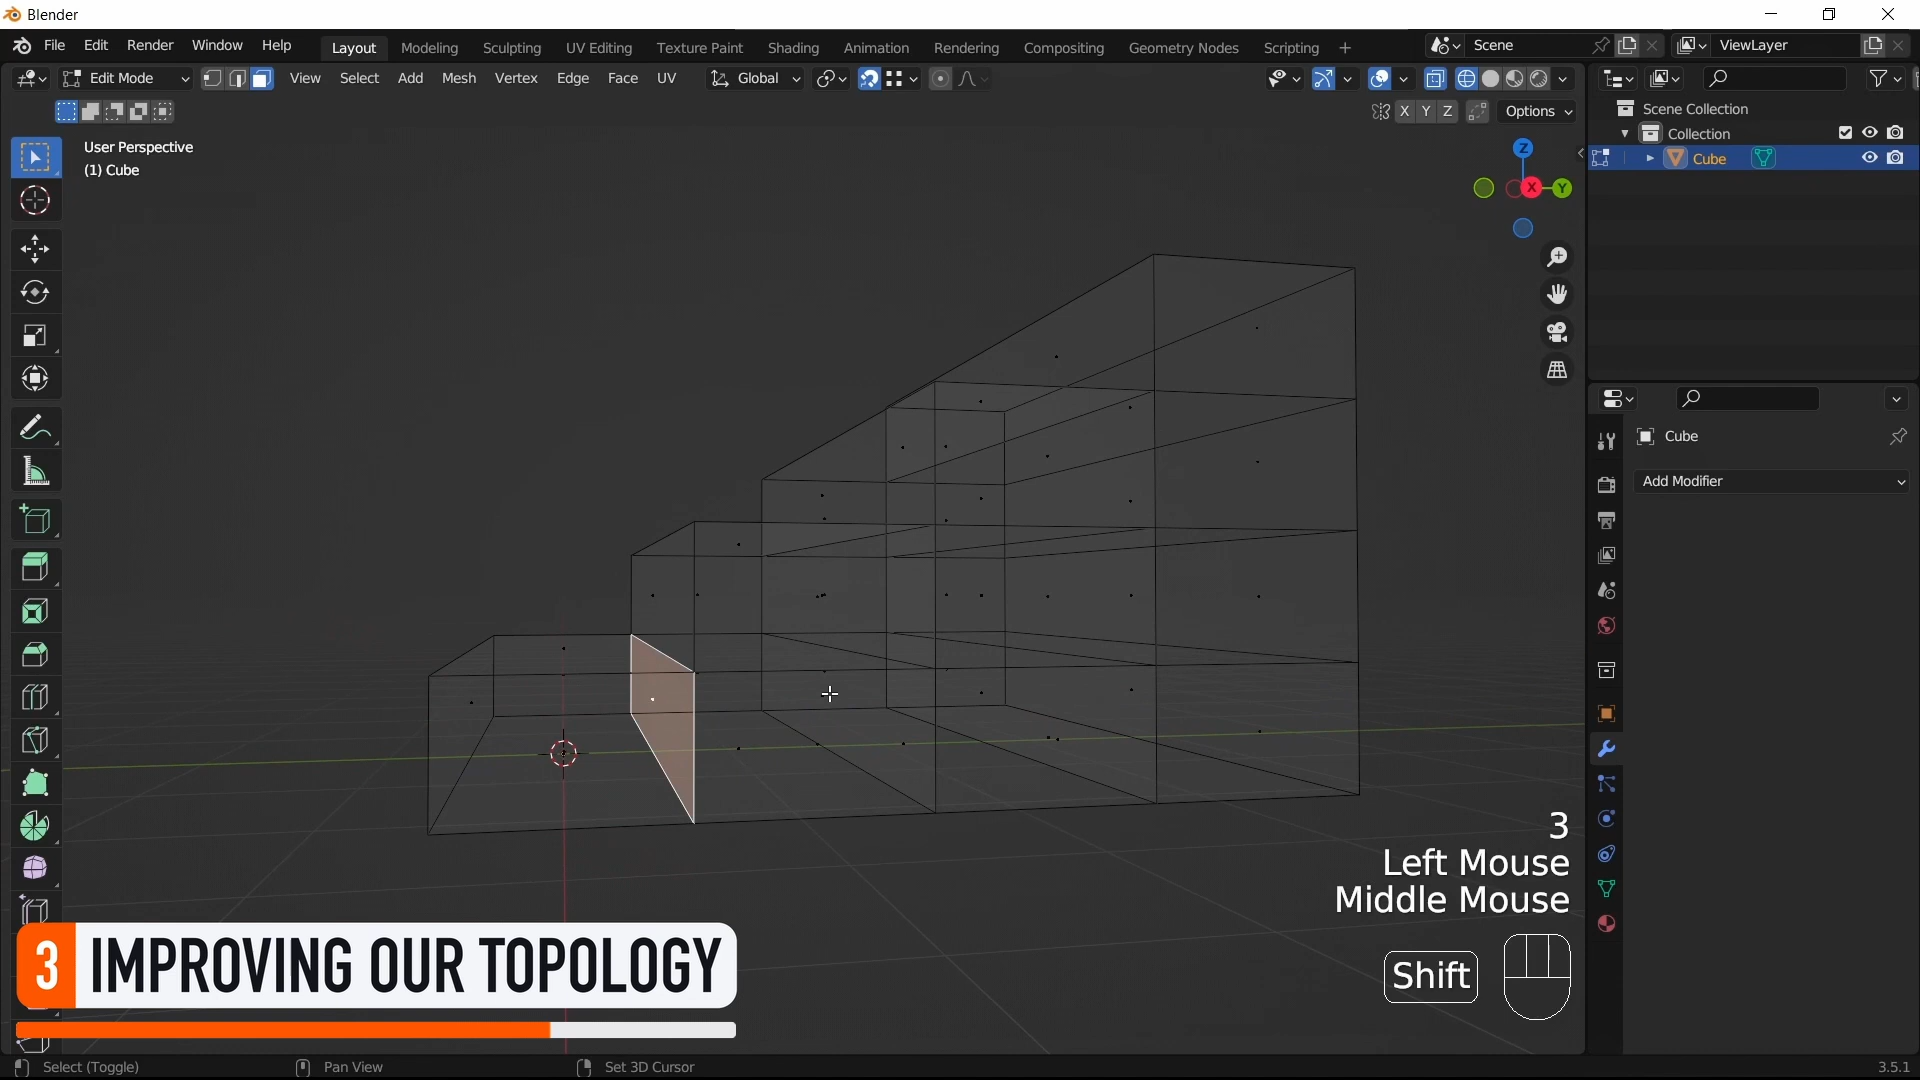 Blender
File Edit Render Window Help Layout Modeling Sculpting UV Editing Texture Paint Shading Animation Rendering Compositing Geometry Nodes Scripting + Scene ViewLayer
Edit Mode View Select Add Mesh Vertex Edge Face UV Global
X Y Z Options
Scene Collection
Collection
Cube
User Perspective
(1) Cube
Z
X Y
Cube
Add Modifier
3
Left Mouse
Middle Mouse
Shift
3 IMPROVING OUR TOPOLOGY
Select (Toggle) Pan View Set 3D Cursor 3.5.1